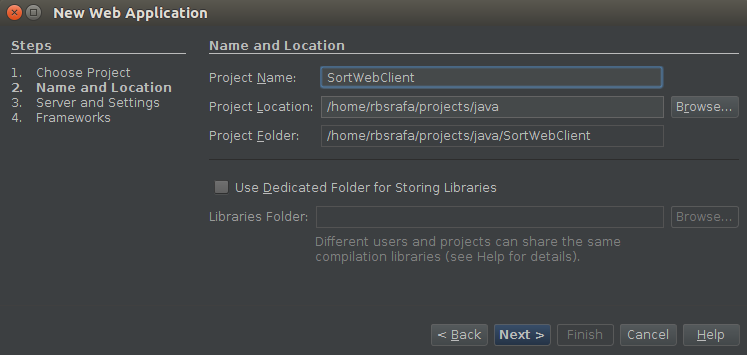 New Web Application
Steps
1. Choose Project
2. Name and Location
3. Server and Settings
4. Frameworks
Name and Location
Project Name: SortWebClient
Project Location: /home/rbsrafa/projects/java Browse...
Project Folder: /home/rbsrafa/projects/java/SortWebClient
Use Dedicated Folder for Storing Libraries
Libraries Folder: Browse...
Different users and projects can share the same
compilation libraries (see Help for details).
< Back Next > Finish Cancel Help